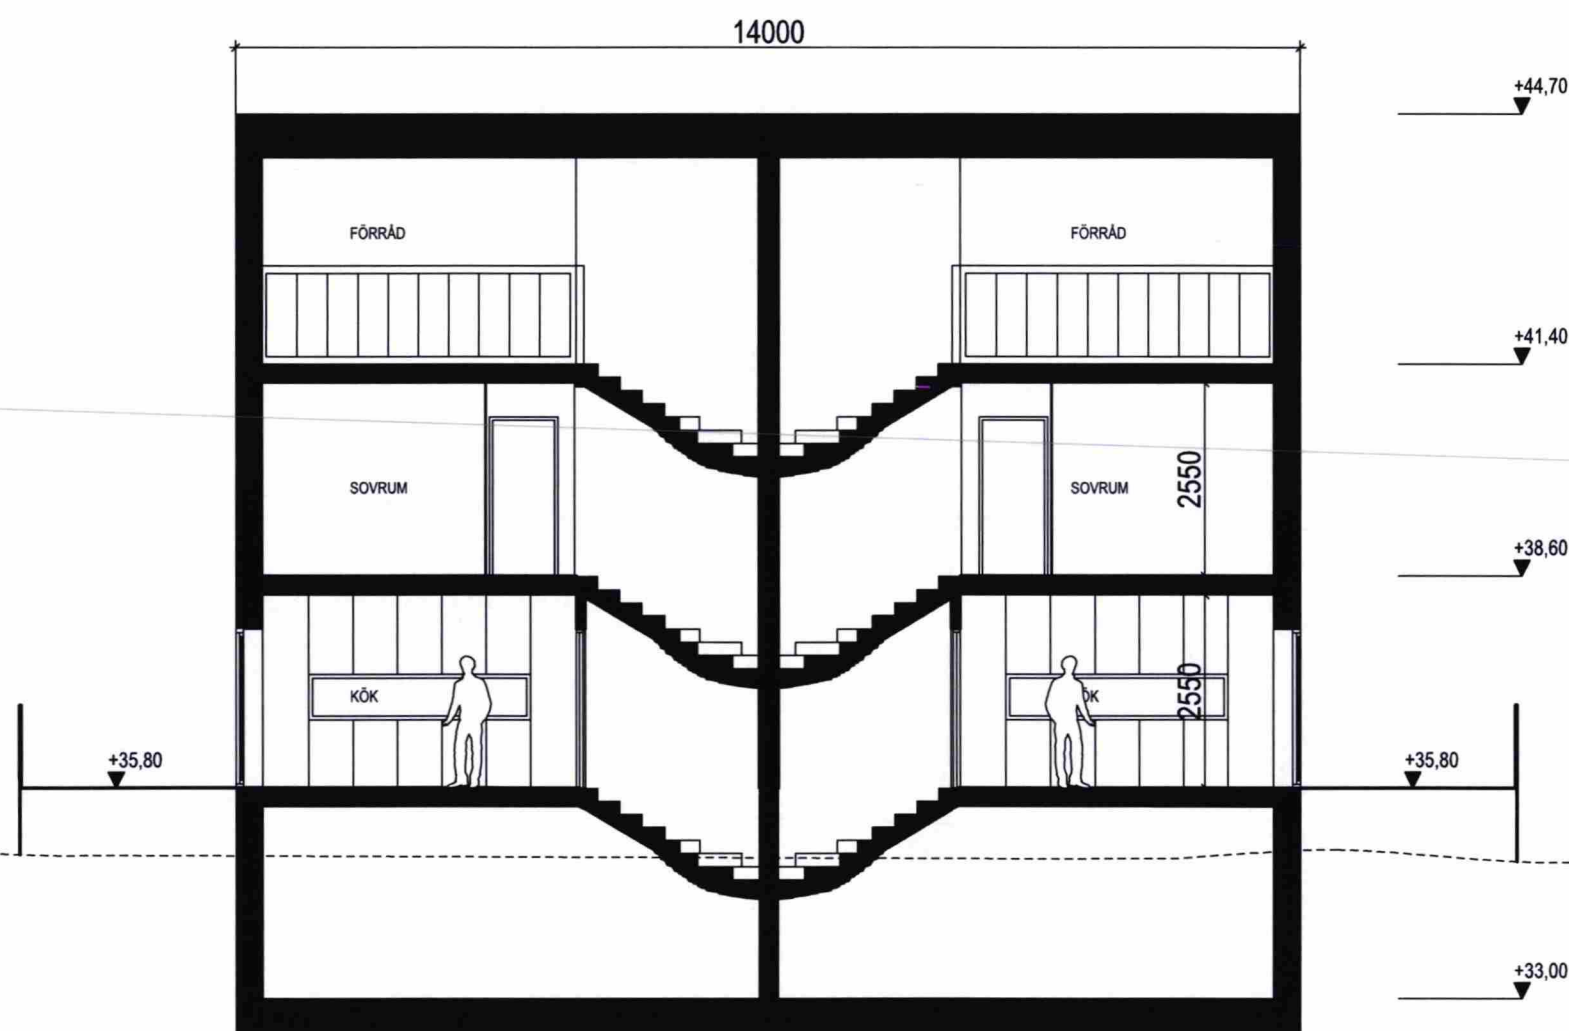 14000
+44,70
FÖRRÅD
FÖRRÅD
+41,40
SOVRUM
SOVRUM
2550
+38,60
KÖK
ÖK
2550
+35,80
+35,80
+33,00